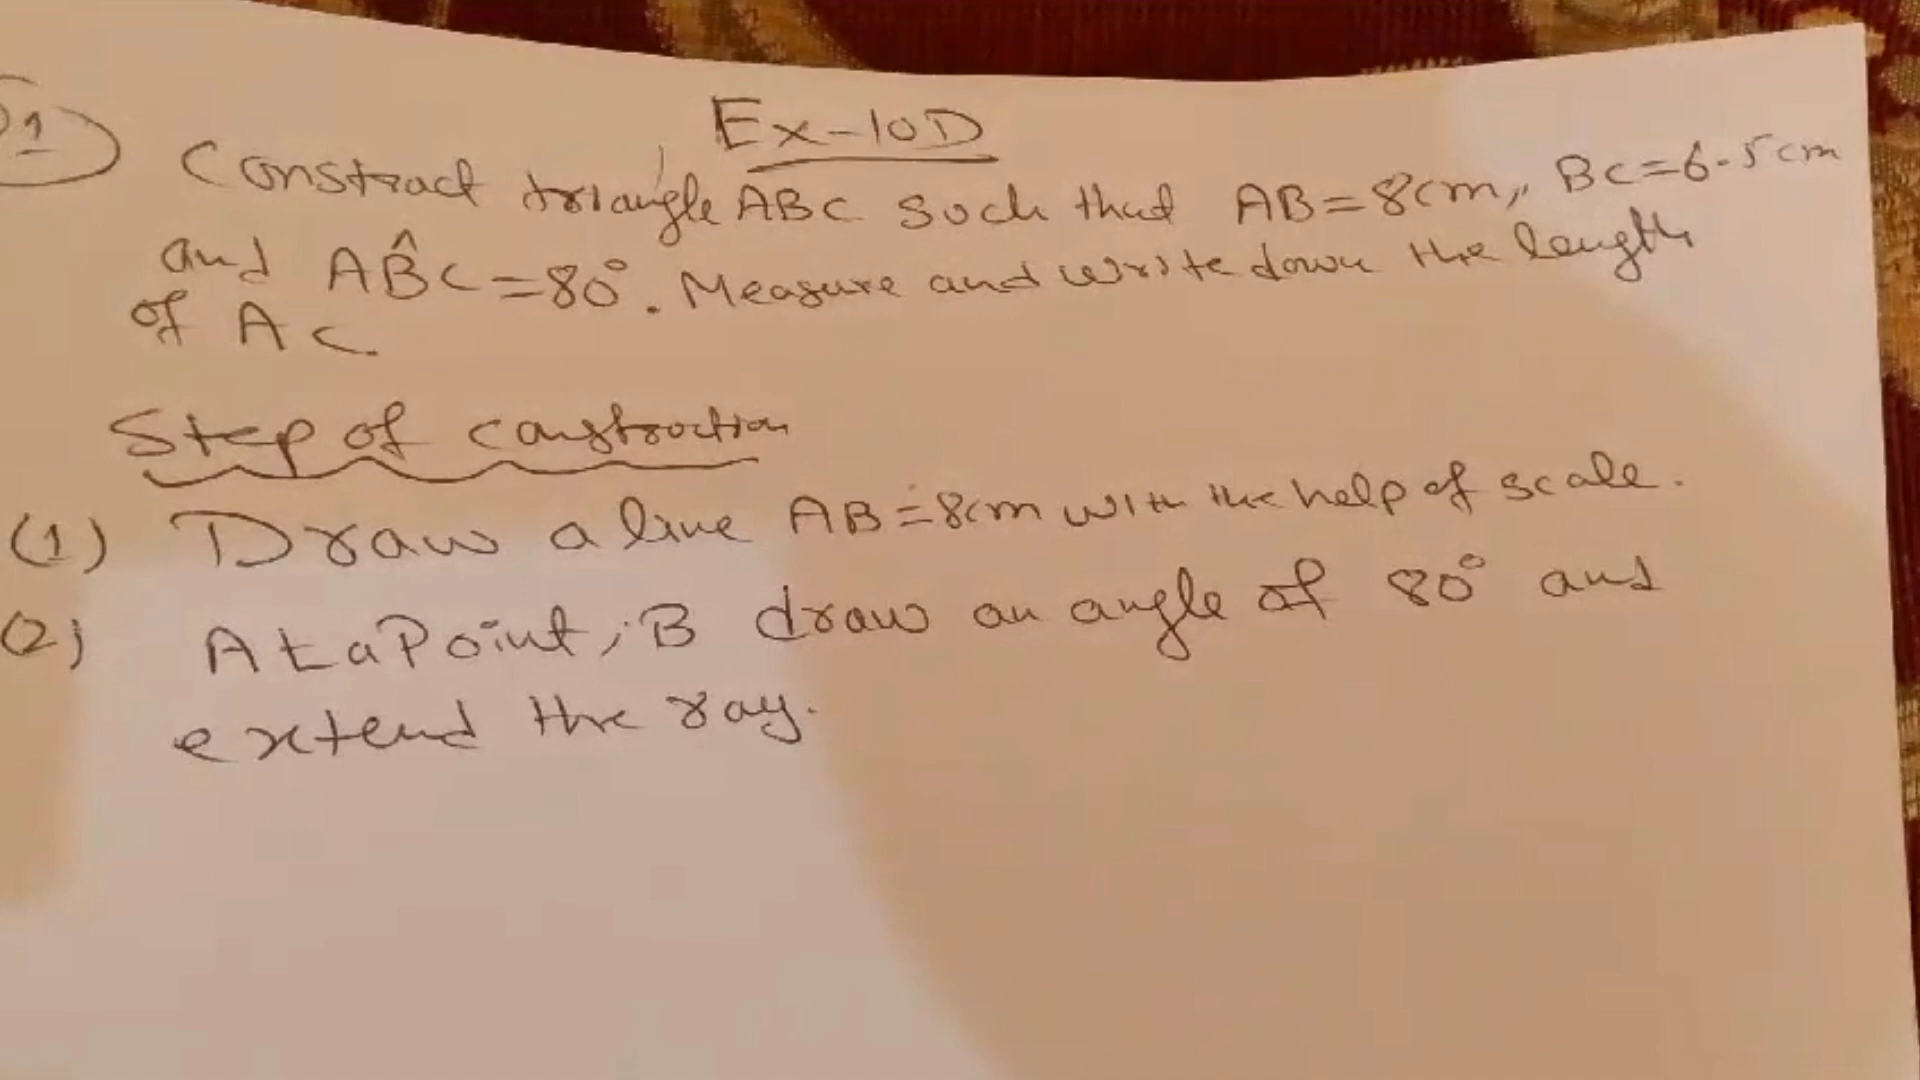 Ex-10D
1) Construct triangle ABC such that AB=8cm, BC=6.5cm
and AB̂C=80°. Measure and write down the length
of AC.
Step of construction
(1) Draw a line AB=8cm with the help of scale.
(2) At a Point, B draw an angle of 80° and
extend the ray.